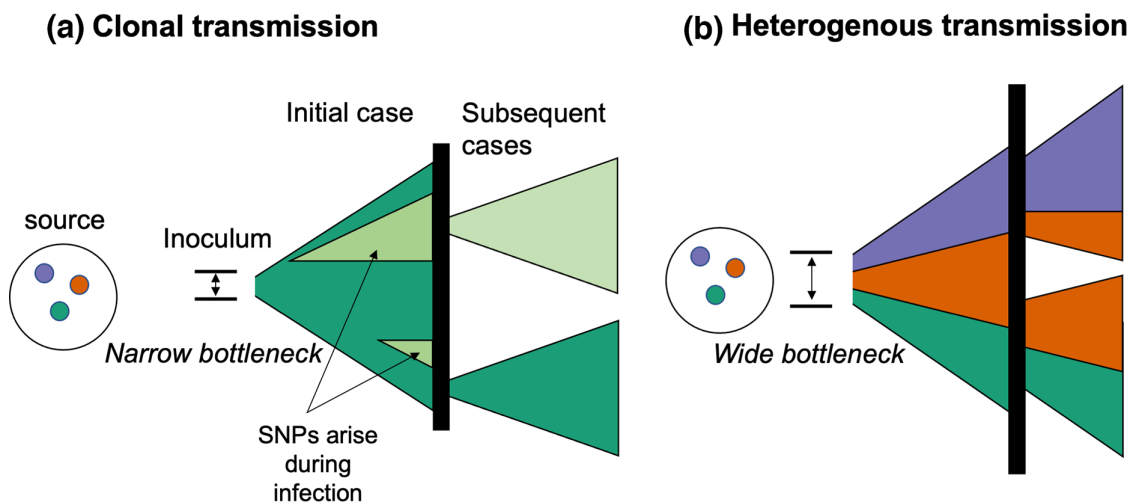 (a) Clonal transmission
Initial case
Subsequent
cases
source
Inoculum
Narrow bottleneck
SNPs arise
during
infection
(b) Heterogenous transmission
Wide bottleneck